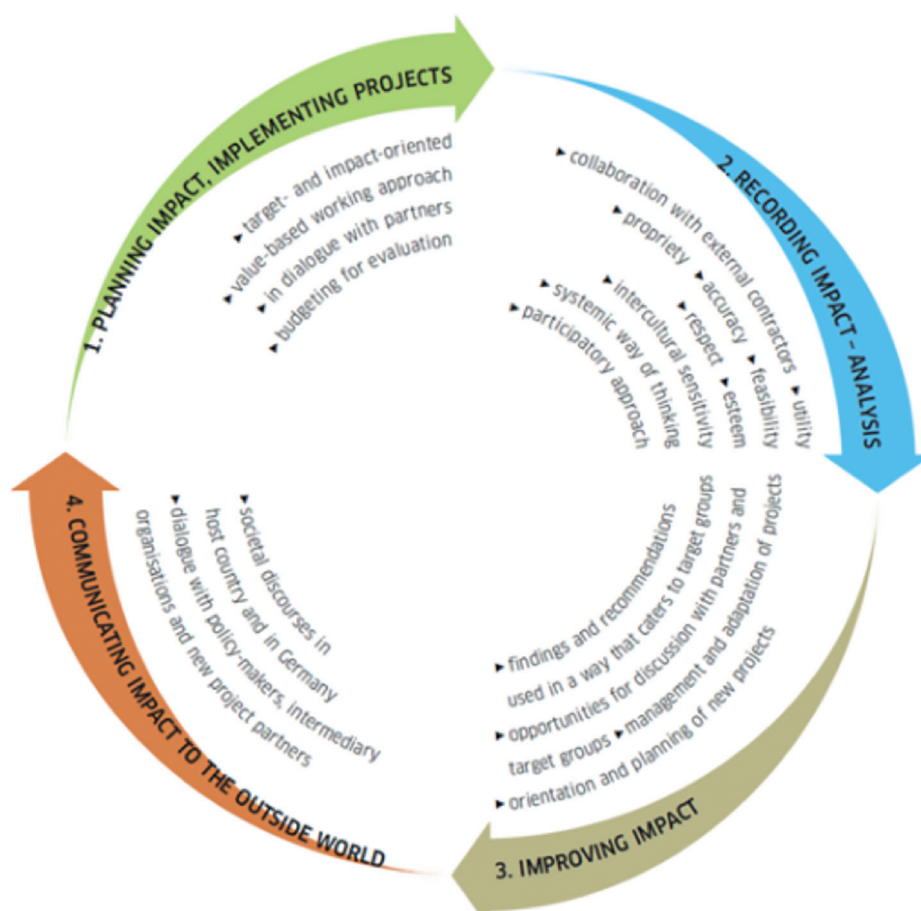 1. PLANNING IMPACT, IMPLEMENTING PROJECTS
▸ target- and impact-oriented
▸ value-based working approach
▸ in dialogue with partners
▸ budgeting for evaluation
2. RECORDING IMPACT – ANALYSIS
▸ collaboration with external contractors ▸ utility
▸ propriety ▸ accuracy ▸ feasibility
▸ intercultural sensitivity ▸ respect ▸ esteem
▸ systemic way of thinking
▸ participatory approach
3. IMPROVING IMPACT
▸ findings and recommendations
used in a way that caters to target groups
▸ opportunities for discussion with partners and
target groups ▸ management and adaptation of projects
▸ orientation and planning of new projects
4. COMMUNICATING IMPACT TO THE OUTSIDE WORLD
▸ societal discourses in
host country and in Germany
▸ dialogue with policy-makers, intermediary
organisations and new project partners